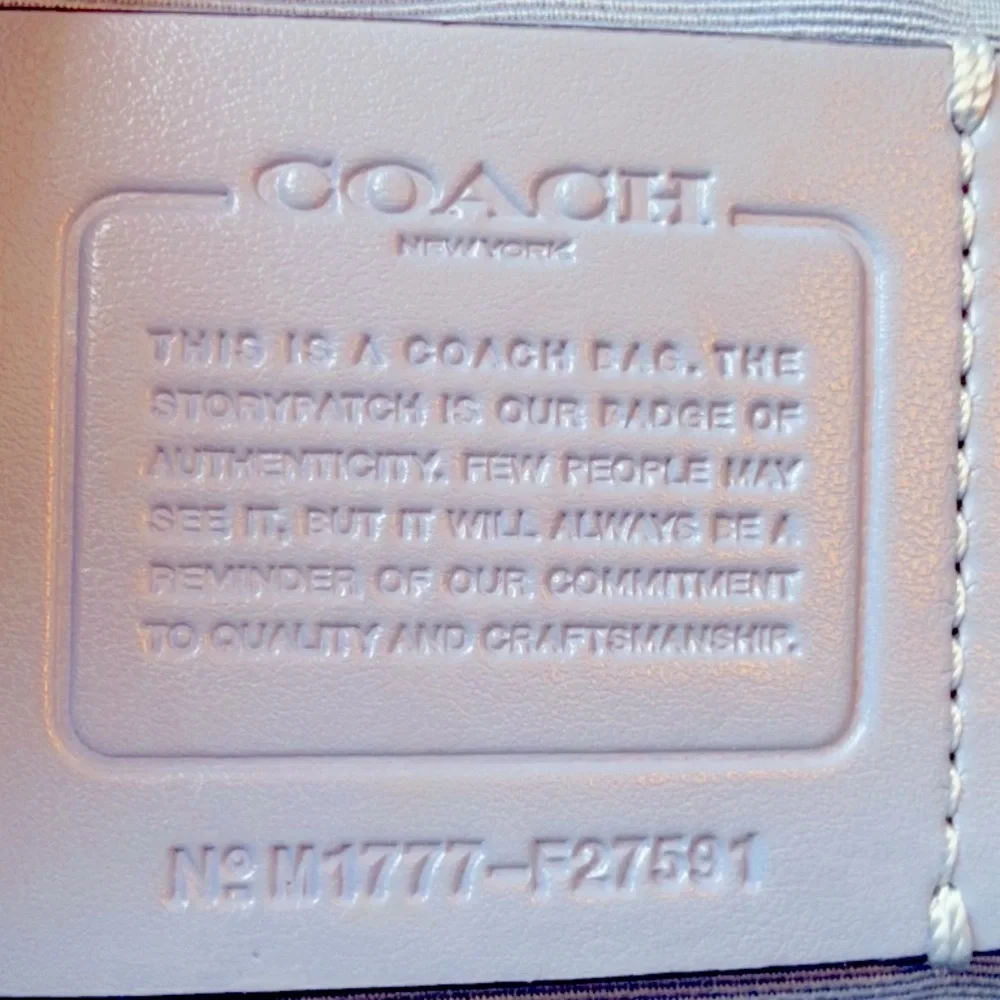 COACH
NEW YORK
THIS IS A COACH BAG. THE
STORYPATCH IS OUR BADGE OF
AUTHENTICITY. FEW PEOPLE MAY
SEE IT, BUT IT WILL ALWAYS BE A
REMINDER OF OUR COMMITMENT
TO QUALITY AND CRAFTSMANSHIP.
Nº M1777-F27591